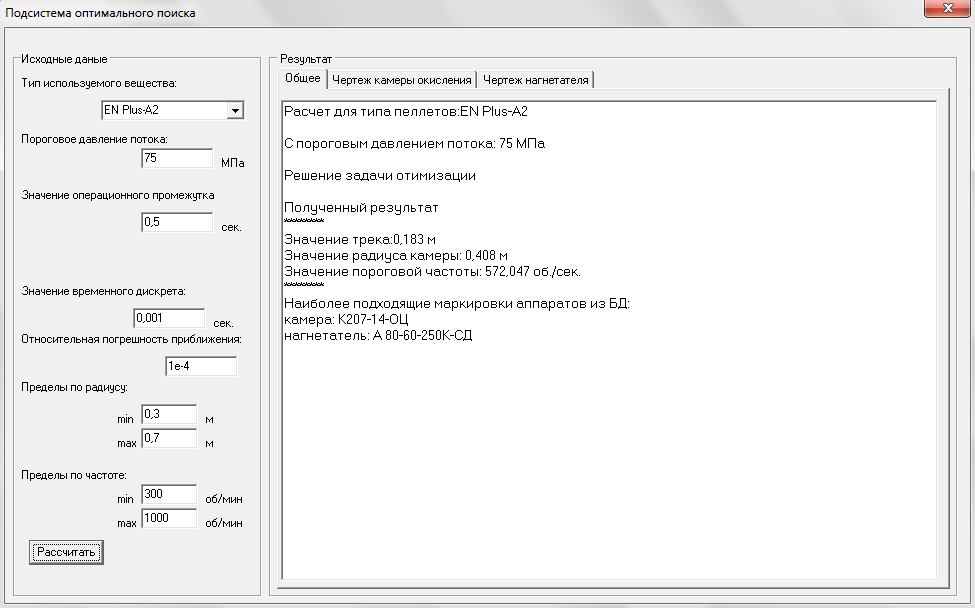 Подсистема оптимального поиска
Исходные даные
Тип используемого вещества:
EN Plus-A2
Пороговое давление потока:
75 МПа
Значение операционного промежутка
0,5 сек.
Значение временного дискрета:
0,001 сек.
Относительная погрешность приближения:
1e-4
Пределы по радиусу:
min 0,3 м
max 0,7 м
Пределы по частоте:
min 300 об/мин
max 1000 об/мин
Рассчитать
Результат
Общее Чертеж камеры окисления Чертеж нагнетателя
Расчет для типа пеллетов:EN Plus-A2
С пороговым давлением потока: 75 МПа
Решение задачи отимизации
Полученный результат
********
Значение трека:0,183 м
Значение радиуса камеры: 0,408 м
Значение пороговой частоты: 572,047 об./сек.
********
Наиболее подходящие маркировки аппаратов из БД:
камера: К207-14-ОЦ
нагнетатель: А 80-60-250К-СД